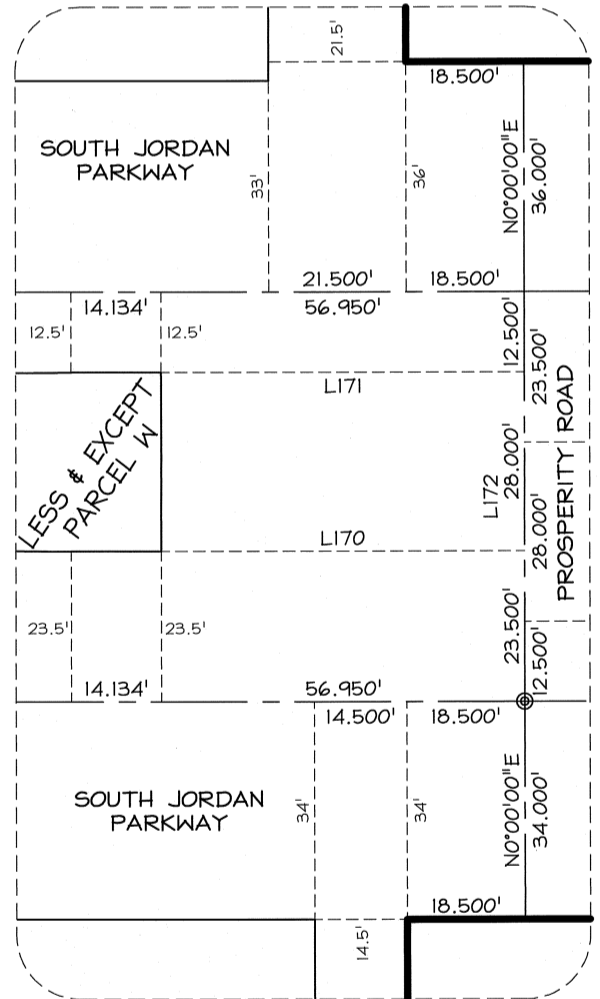 21.5'
18.500'
SOUTH JORDAN
PARKWAY
33'
36'
N0°00'00"E
36.000'
21.500'
18.500'
14.134'
56.950'
12.5'
12.5'
12.500'
23.500'
L171
LESS & EXCEPT
PARCEL W
L172
28.000'
28.000'
PROSPERITY ROAD
L170
23.5'
23.5'
23.500'
12.500'
14.134'
56.950'
14.500'
18.500'
SOUTH JORDAN
PARKWAY
34'
34'
N0°00'00"E
34.000'
18.500'
14.5'